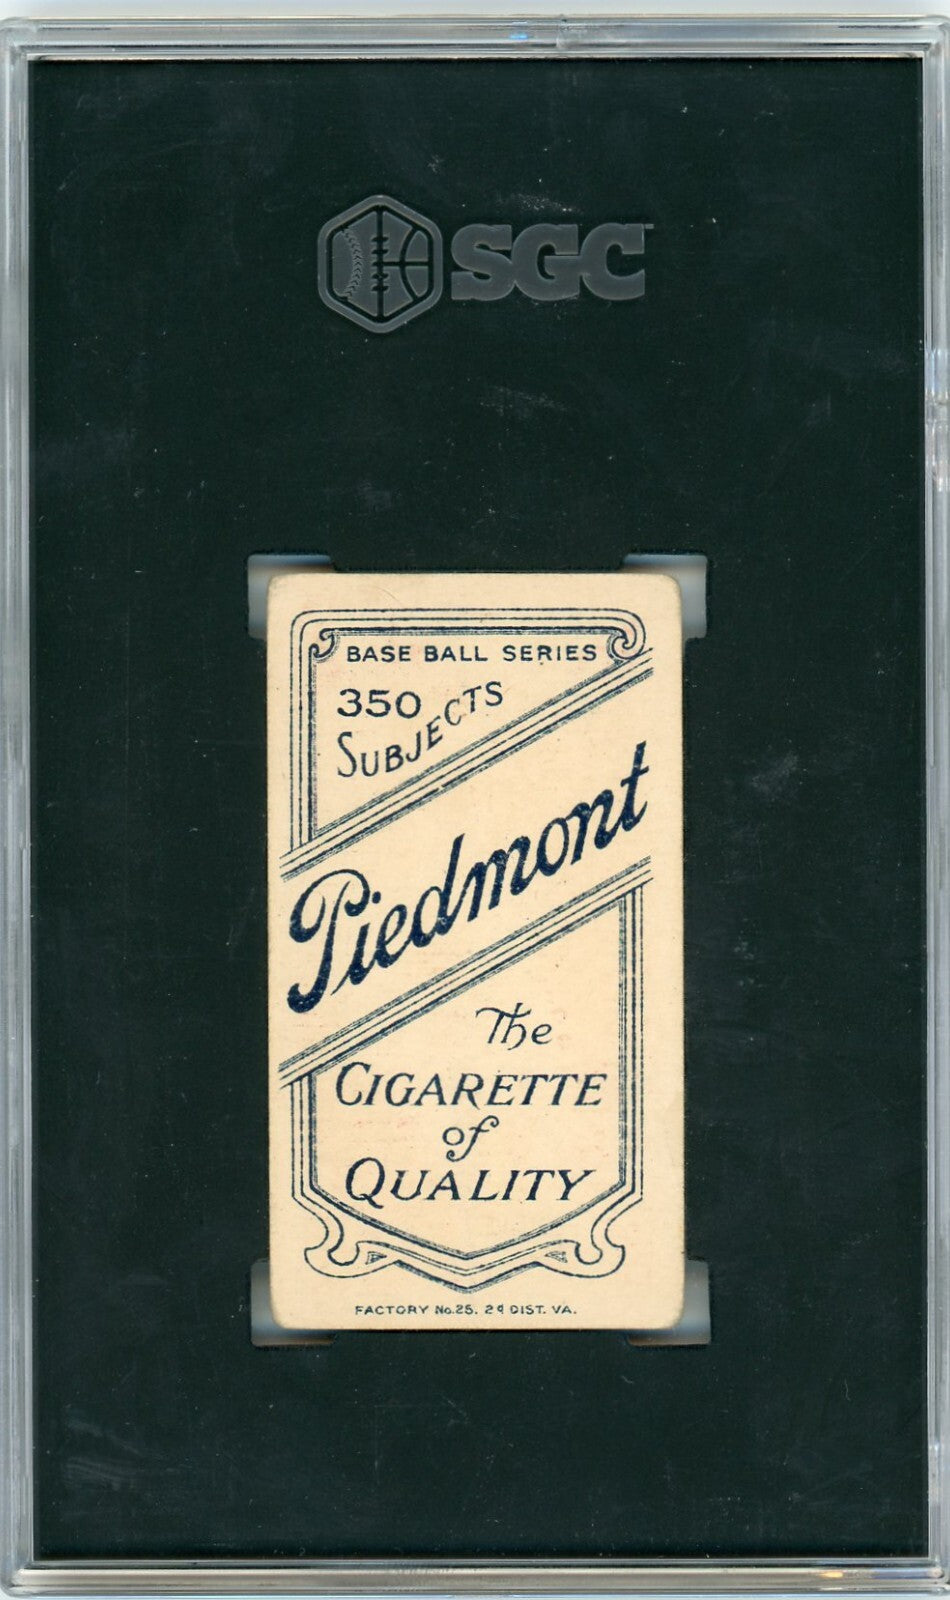 SGC
BASE BALL SERIES
350
SUBJECTS
Piedmont
The
CIGARETTE
of
QUALITY
FACTORY No.25. 2d DIST. VA.